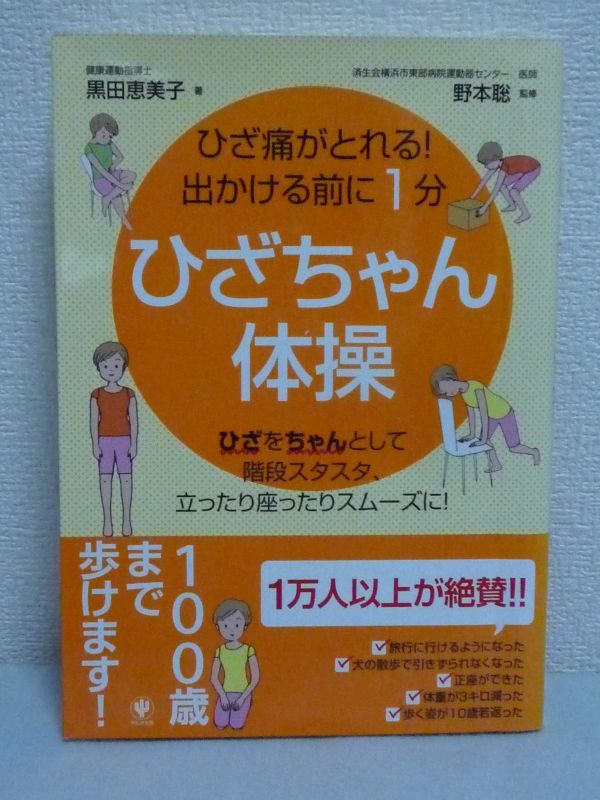 健康運動指導士
黒田恵美子 著
済生会横浜市東部病院運動器センター 医師
野本聡 監修
ひざ痛がとれる!
出かける前に1分
ひざちゃん
体操
ひざをちゃんとして
階段スタスタ、
立ったり座ったりスムーズに!
100歳
まで
歩けます!
1万人以上が絶賛!!
旅行に行けるようになった
犬の散歩で引きずられなくなった
正座ができた
体重が3キロ減った
歩く姿が10歳若返った